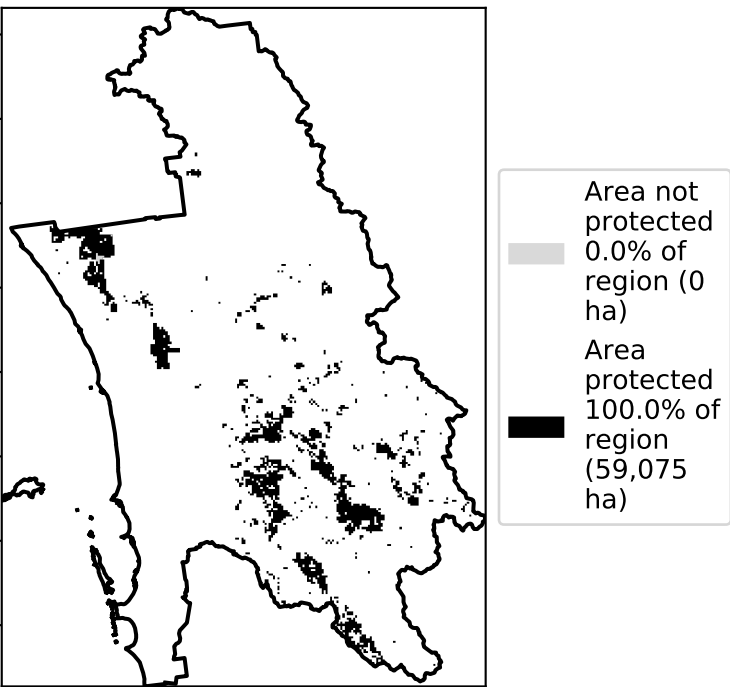 Area not
protected
0.0% of
region (0
ha)
Area
protected
100.0% of
region
(59,075
ha)